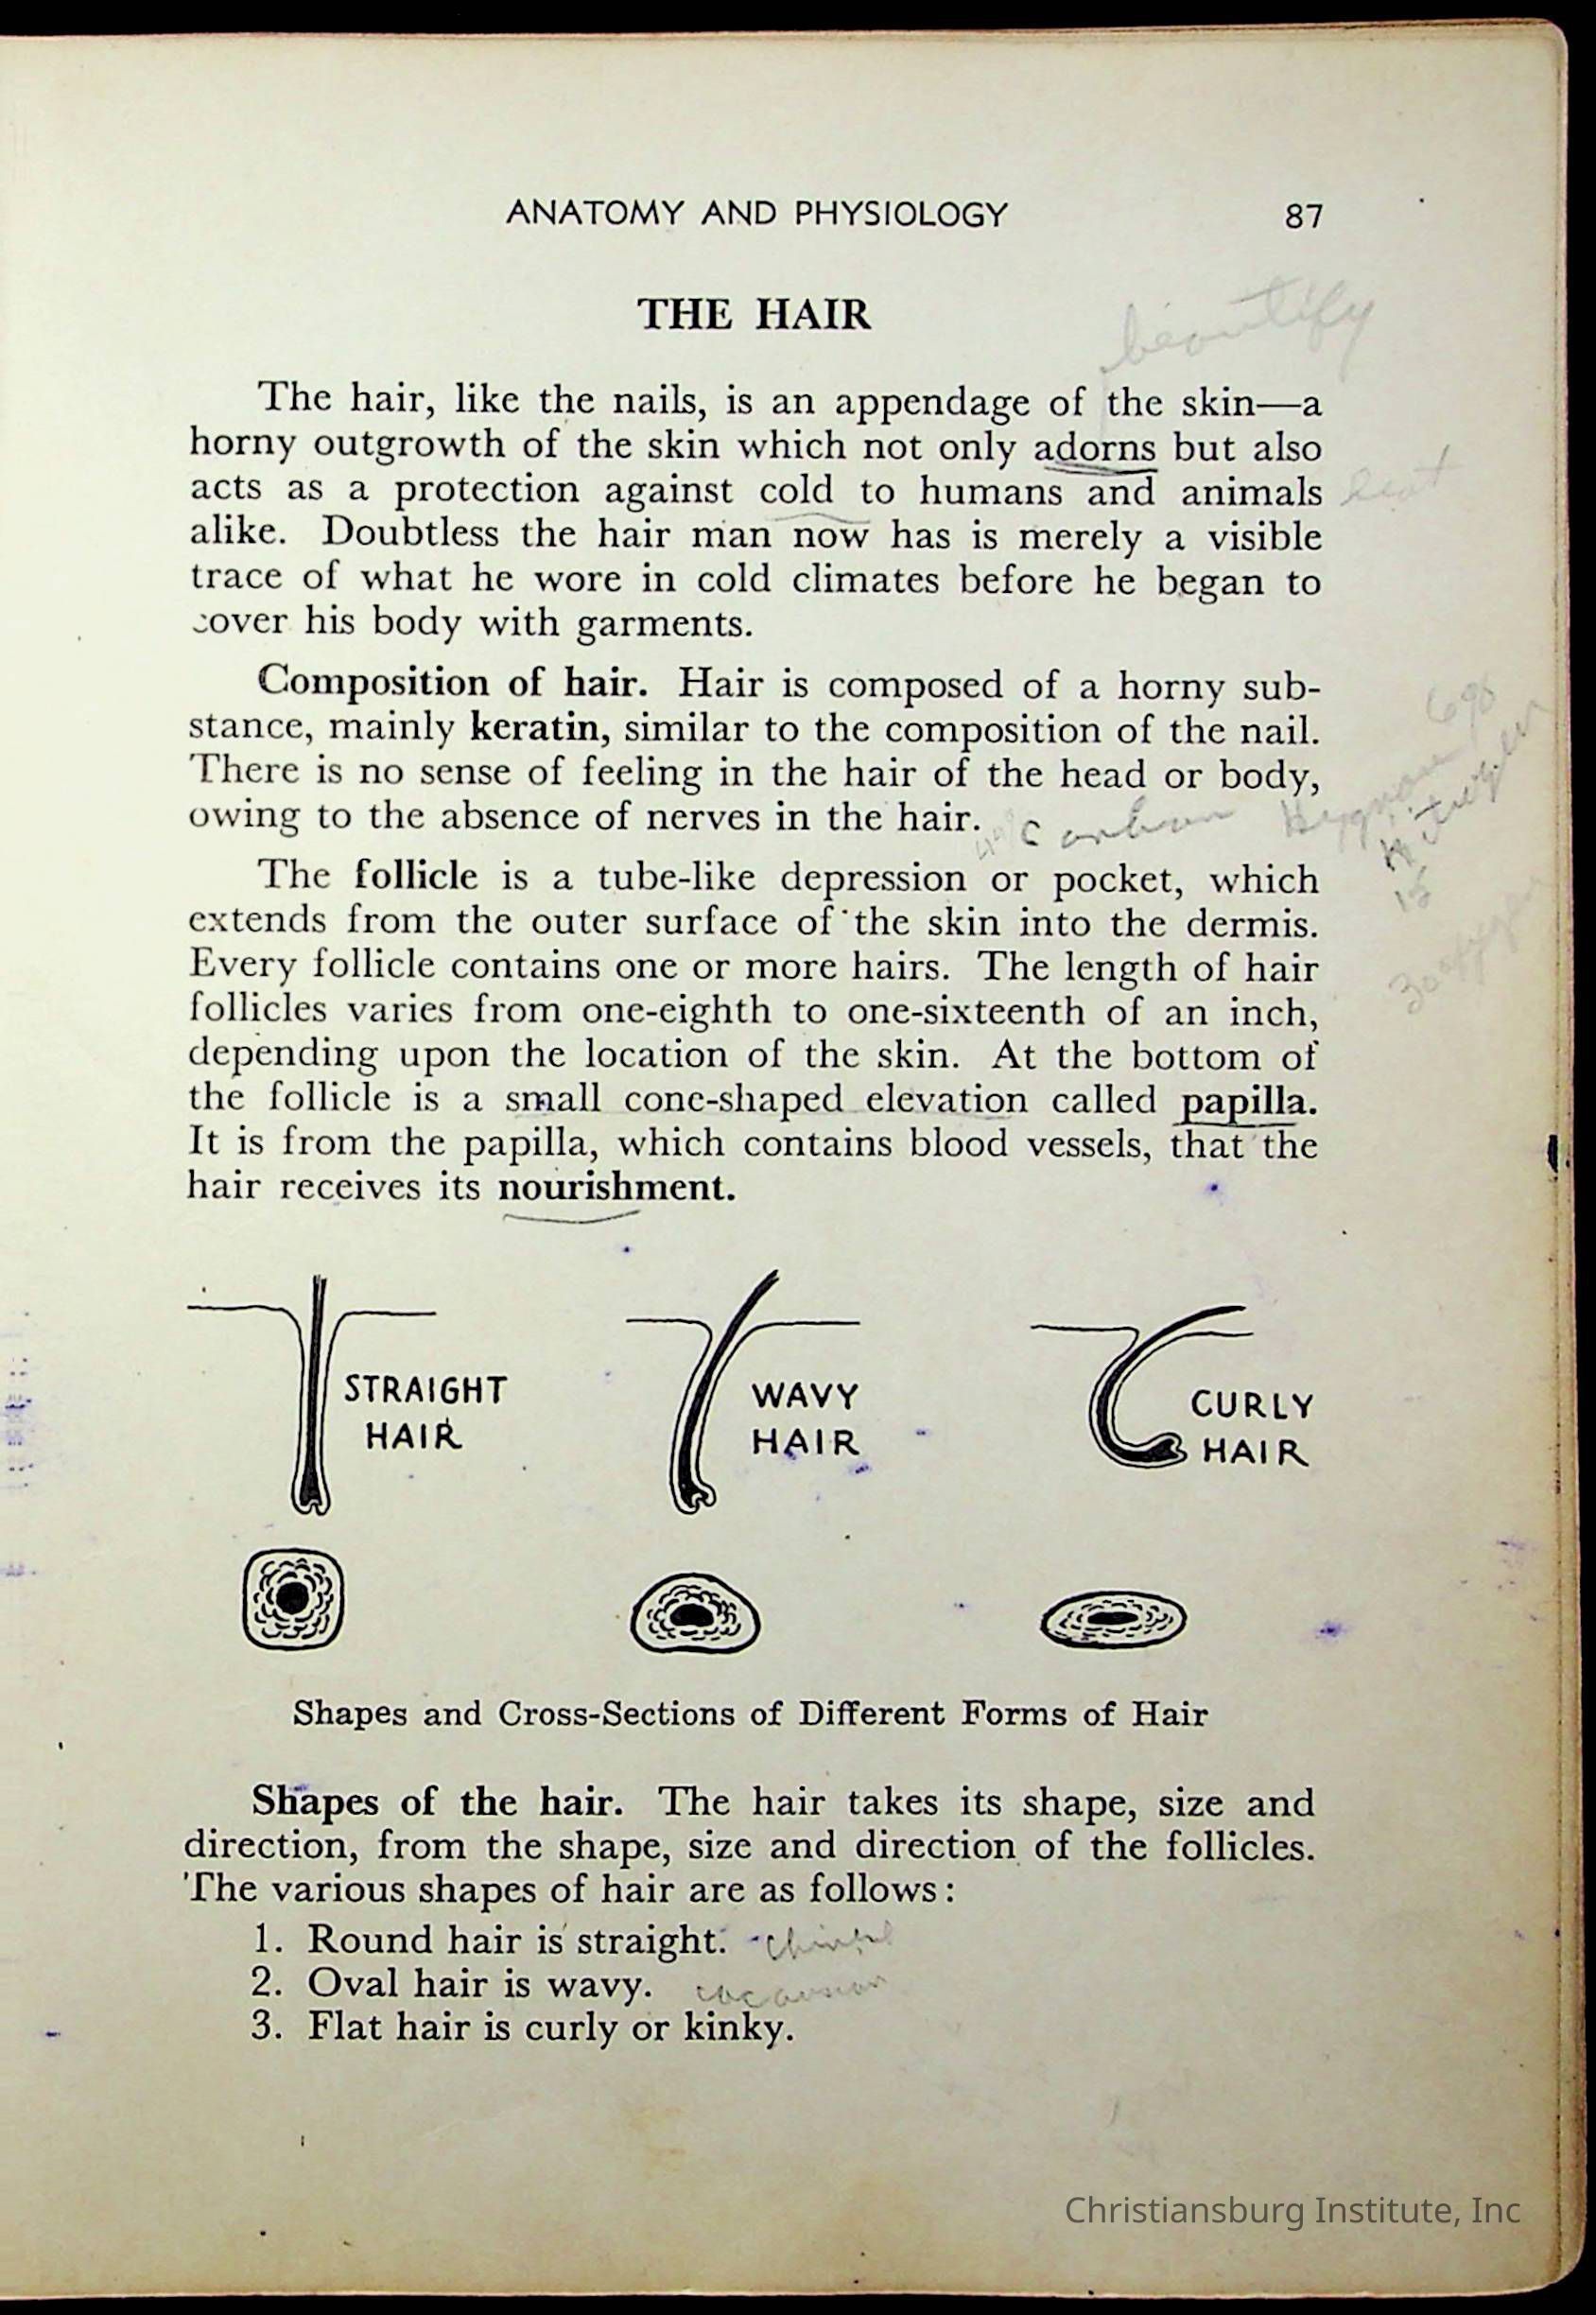 ANATOMY AND PHYSIOLOGY 87
THE HAIR
beautify
The hair, like the nails, is an appendage of the skin—a
horny outgrowth of the skin which not only adorns but also
acts as a protection against cold to humans and animals
alike. Doubtless the hair man now has is merely a visible
trace of what he wore in cold climates before he began to
cover his body with garments.
Composition of hair. Hair is composed of a horny sub-
stance, mainly keratin, similar to the composition of the nail.
There is no sense of feeling in the hair of the head or body,
owing to the absence of nerves in the hair.
Carbon
The follicle is a tube-like depression or pocket, which
extends from the outer surface of the skin into the dermis.
Every follicle contains one or more hairs. The length of hair
follicles varies from one-eighth to one-sixteenth of an inch,
depending upon the location of the skin. At the bottom of
the follicle is a small cone-shaped elevation called papilla.
It is from the papilla, which contains blood vessels, that the
hair receives its nourishment.
STRAIGHT
HAIR
WAVY
HAIR
CURLY
HAIR
Shapes and Cross-Sections of Different Forms of Hair
Shapes of the hair. The hair takes its shape, size and
direction, from the shape, size and direction of the follicles.
The various shapes of hair are as follows:
1. Round hair is straight.
2. Oval hair is wavy.
3. Flat hair is curly or kinky.
Christiansburg Institute, Inc